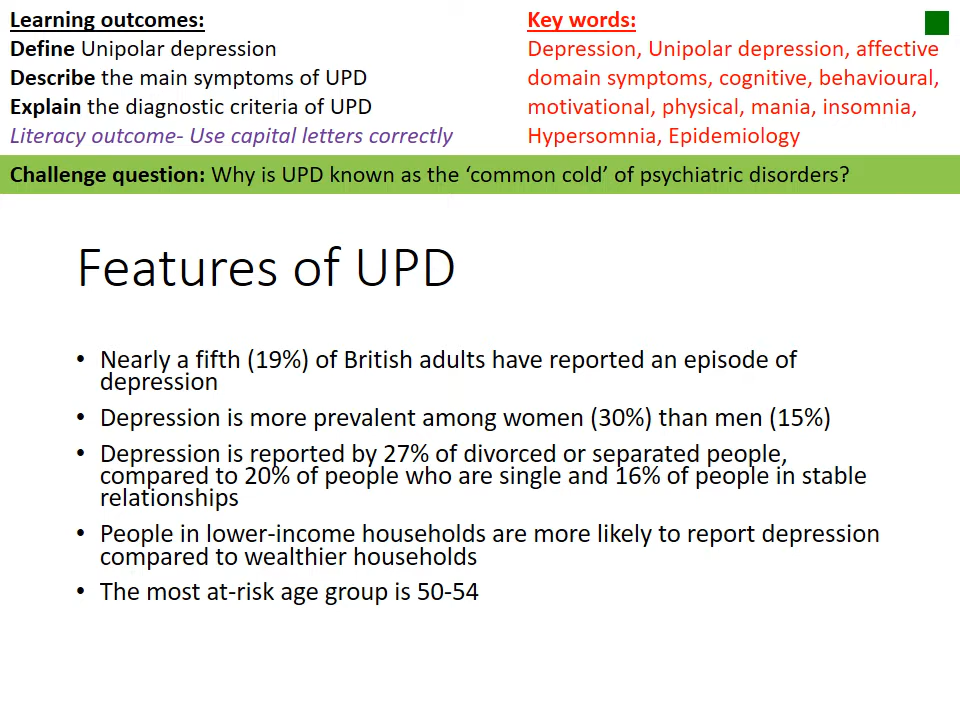 Learning outcomes:
Define Unipolar depression
Describe the main symptoms of UPD
Explain the diagnostic criteria of UPD
Literacy outcome- Use capital letters correctly
Key words:
Depression, Unipolar depression, affective
domain symptoms, cognitive, behavioural,
motivational, physical, mania, insomnia,
Hypersomnia, Epidemiology
Challenge question: Why is UPD known as the ‘common cold’ of psychiatric disorders?
Features of UPD
• Nearly a fifth (19%) of British adults have reported an episode of
depression
• Depression is more prevalent among women (30%) than men (15%)
• Depression is reported by 27% of divorced or separated people,
compared to 20% of people who are single and 16% of people in stable
relationships
• People in lower-income households are more likely to report depression
compared to wealthier households
• The most at-risk age group is 50-54